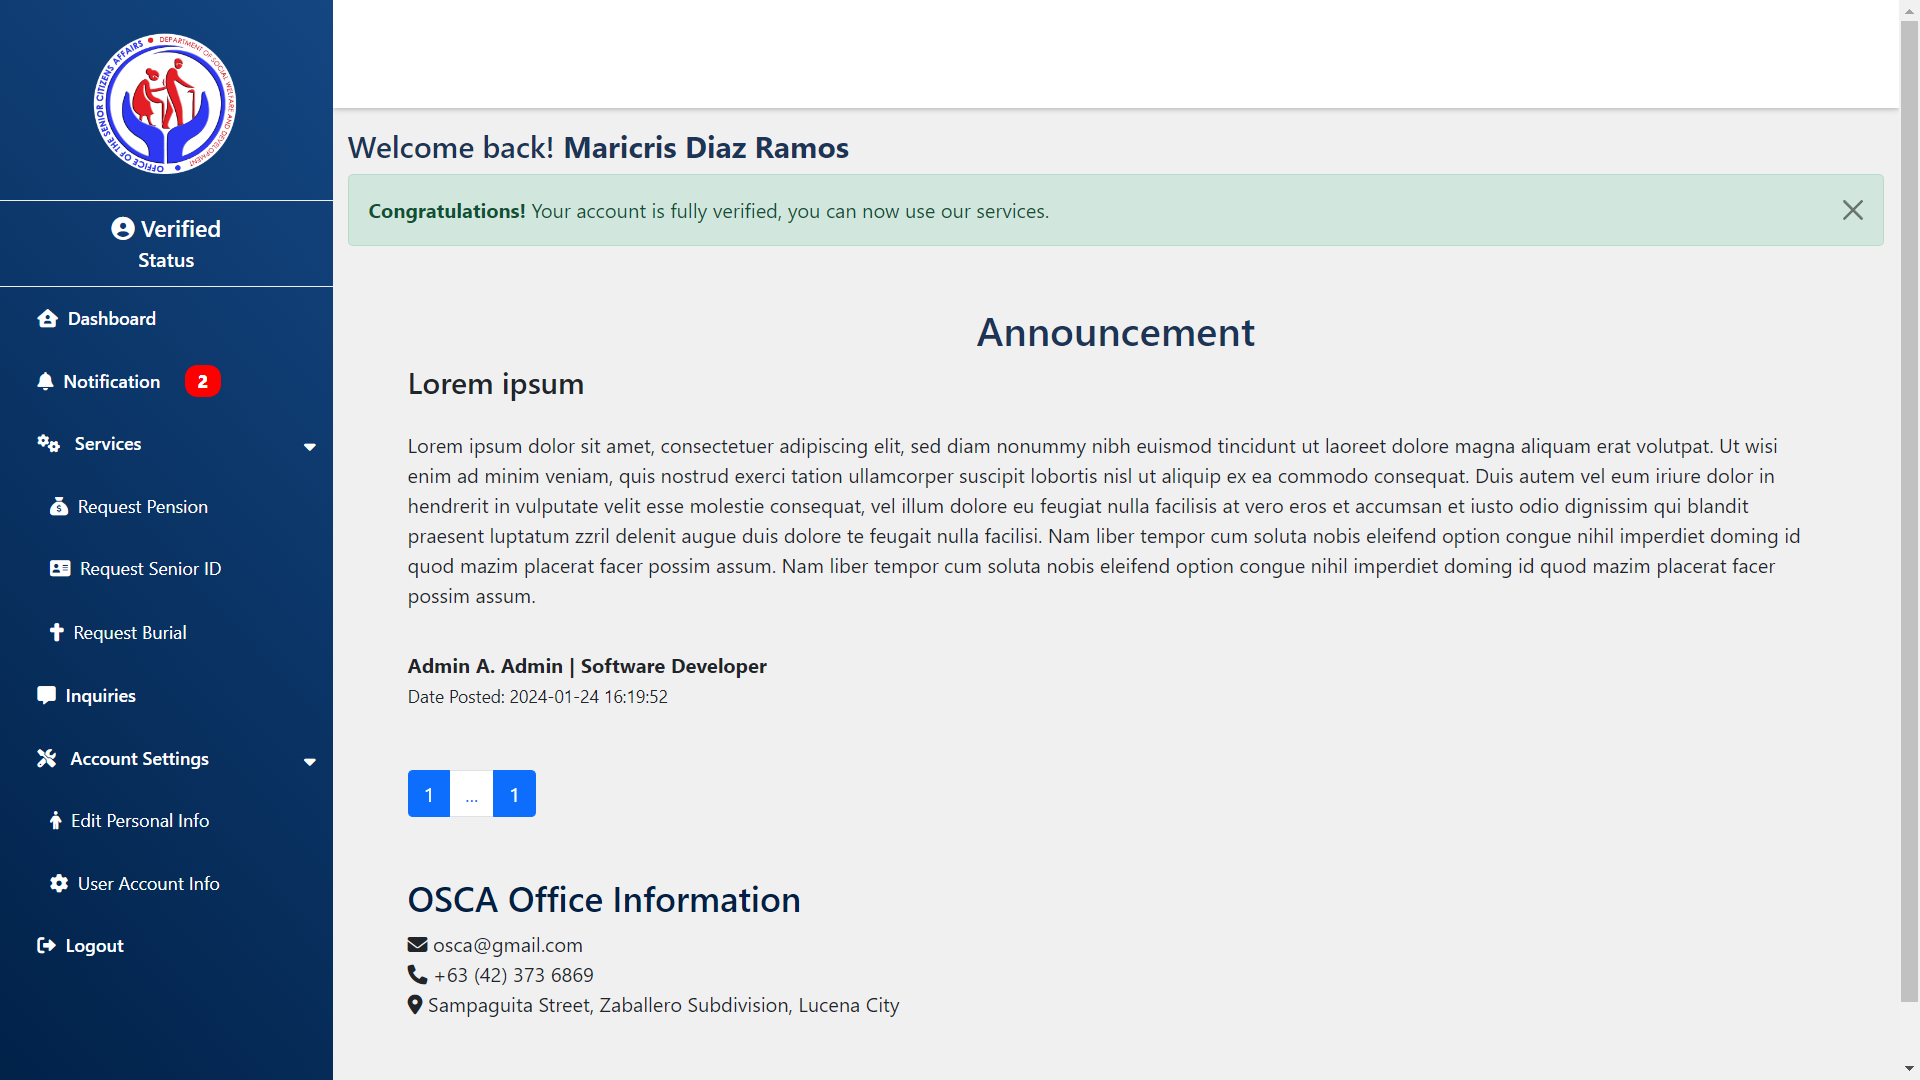 OFFICE OF THE SENIOR CITIZENS AFFAIRS • DEPARTMENT OF SOCIAL WELFARE AND DEVELOPMENT •
Verified
Status
Dashboard
Notification 2
Services
Request Pension
Request Senior ID
Request Burial
Inquiries
Account Settings
Edit Personal Info
User Account Info
Logout
Welcome back! Maricris Diaz Ramos
Congratulations! Your account is fully verified, you can now use our services.
Announcement
Lorem ipsum
Lorem ipsum dolor sit amet, consectetuer adipiscing elit, sed diam nonummy nibh euismod tincidunt ut laoreet dolore magna aliquam erat volutpat. Ut wisi
enim ad minim veniam, quis nostrud exerci tation ullamcorper suscipit lobortis nisl ut aliquip ex ea commodo consequat. Duis autem vel eum iriure dolor in
hendrerit in vulputate velit esse molestie consequat, vel illum dolore eu feugiat nulla facilisis at vero eros et accumsan et iusto odio dignissim qui blandit
praesent luptatum zzril delenit augue duis dolore te feugait nulla facilisi. Nam liber tempor cum soluta nobis eleifend option congue nihil imperdiet doming id
quod mazim placerat facer possim assum. Nam liber tempor cum soluta nobis eleifend option congue nihil imperdiet doming id quod mazim placerat facer
possim assum.
Admin A. Admin | Software Developer
Date Posted: 2024-01-24 16:19:52
1 ... 1
OSCA Office Information
osca@gmail.com
+63 (42) 373 6869
Sampaguita Street, Zaballero Subdivision, Lucena City